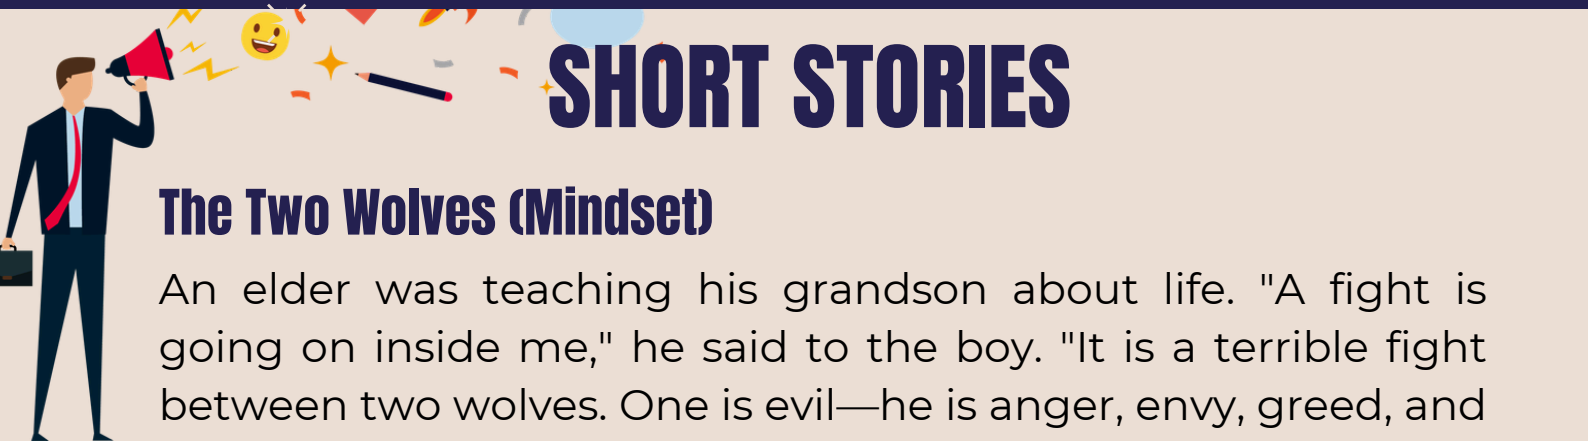 SHORT STORIES
The Two Wolves (Mindset)
An elder was teaching his grandson about life. "A fight is
going on inside me," he said to the boy. "It is a terrible fight
between two wolves. One is evil—he is anger, envy, greed, and